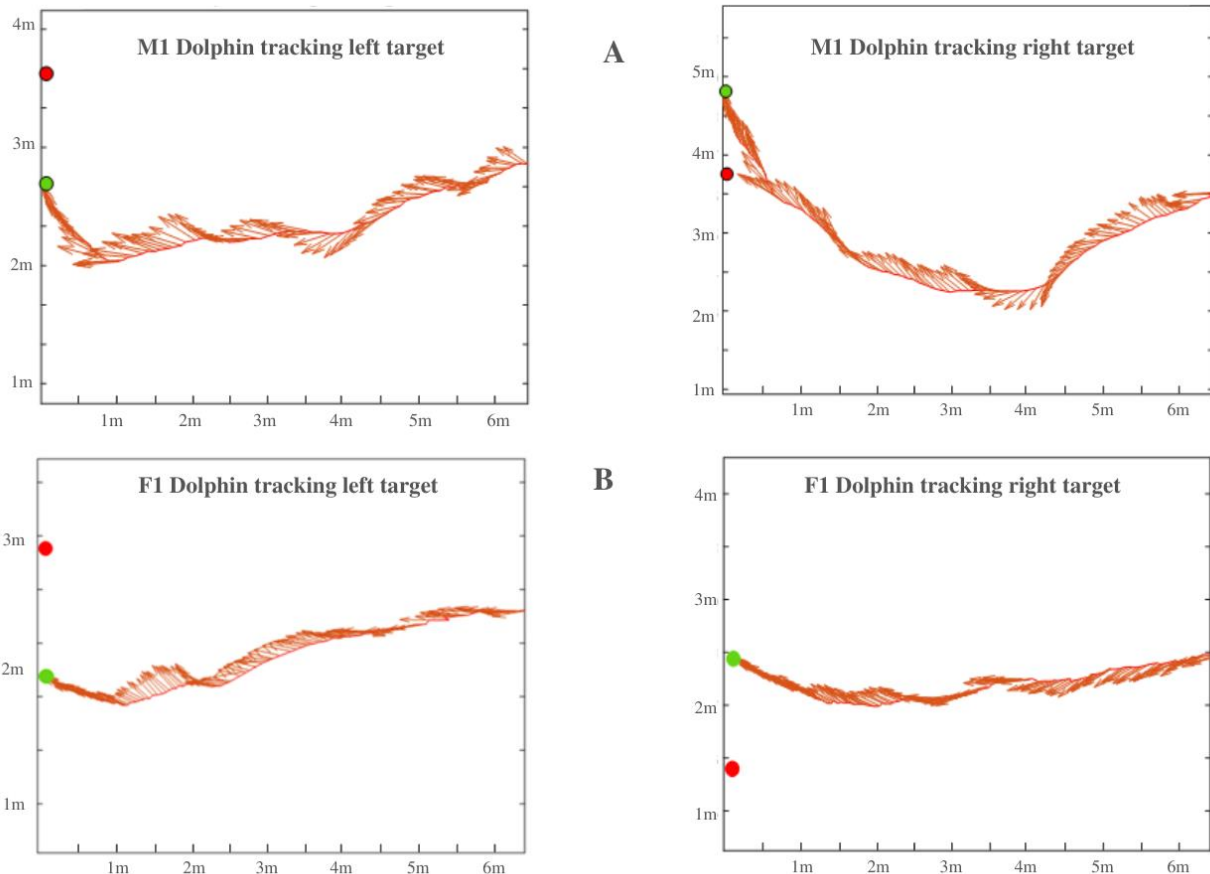 M1 Dolphin tracking left target
4m
3m
2m
1m
1m 2m 3m 4m 5m 6m
A
M1 Dolphin tracking right target
5m
4m
3m
2m
1m
1m 2m 3m 4m 5m 6m
F1 Dolphin tracking left target
3m
2m
1m
1m 2m 3m 4m 5m 6m
B
F1 Dolphin tracking right target
4m
3m
2m
1m
1m 2m 3m 4m 5m 6m